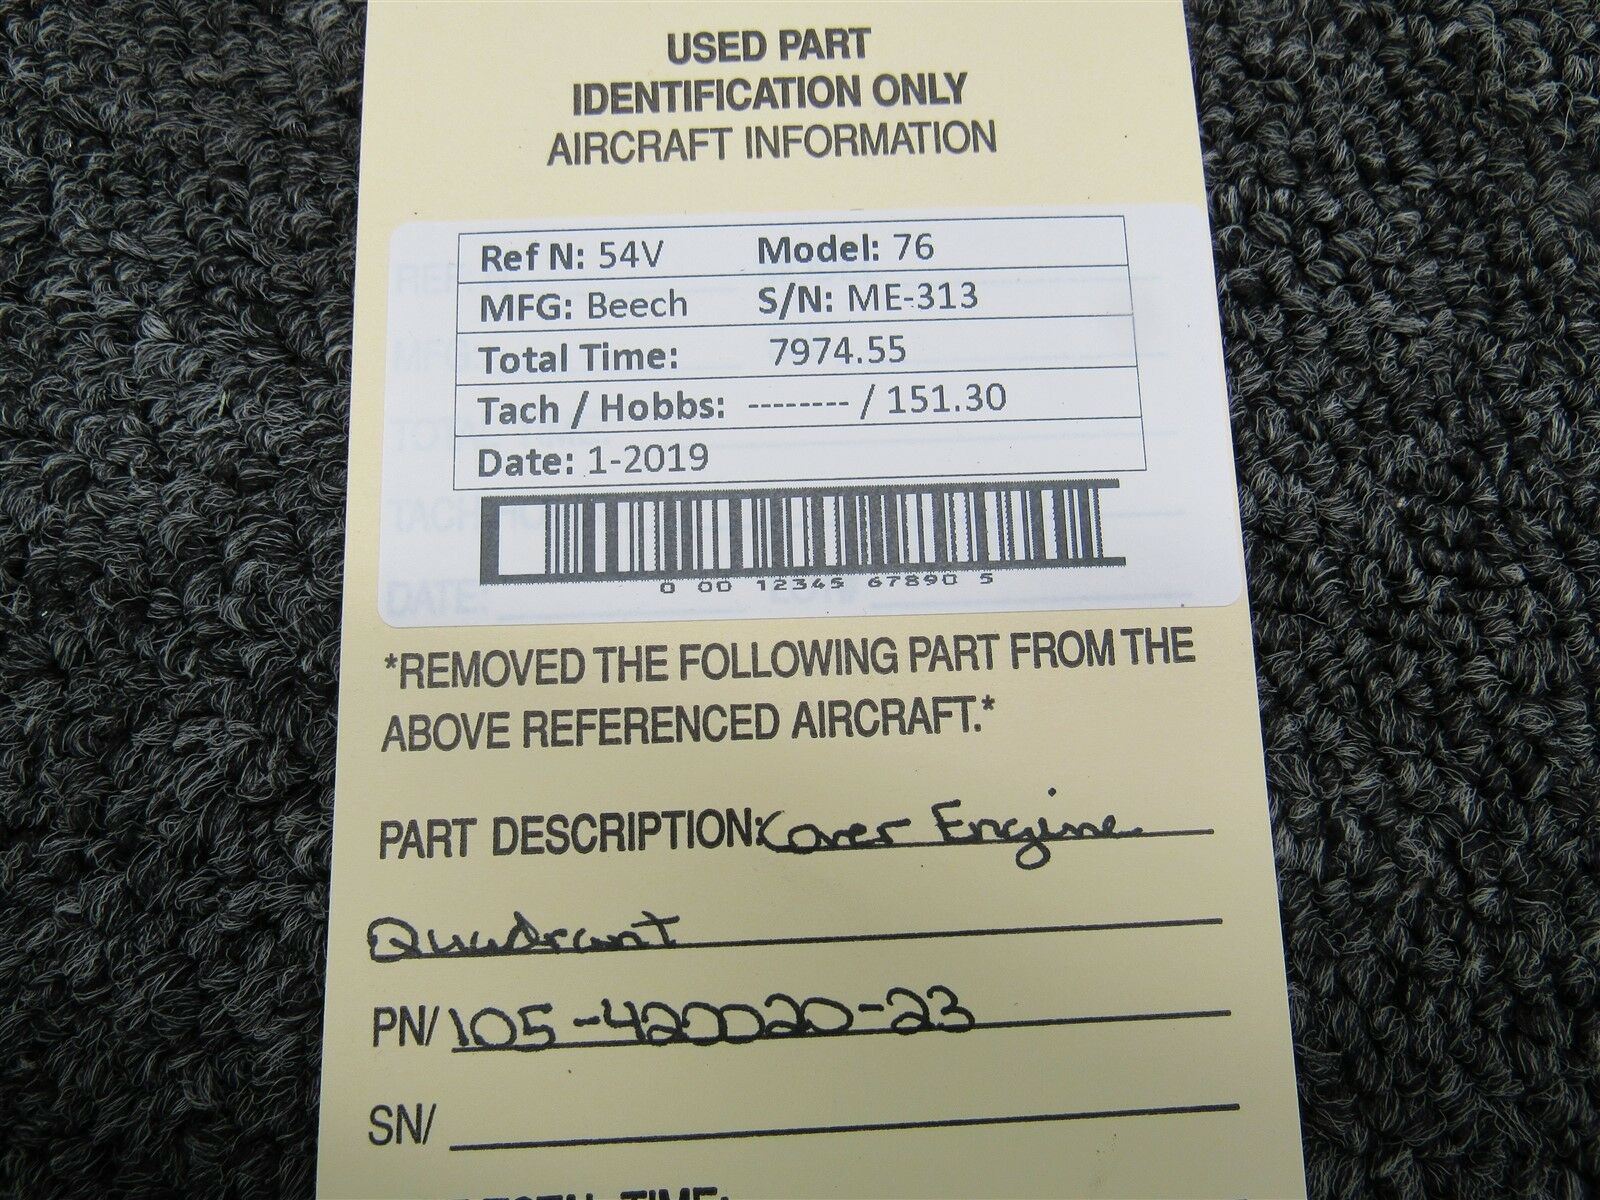 USED PART
IDENTIFICATION ONLY
AIRCRAFT INFORMATION
Ref N: 54V Model: 76
MFG: Beech S/N: ME-313
Total Time: 7974.55
Tach / Hobbs: -------- / 151.30
Date: 1-2019
0 00 12345 67890 5
*REMOVED THE FOLLOWING PART FROM THE
ABOVE REFERENCED AIRCRAFT.*
PART DESCRIPTION: Cover Engine
Quadrant
PN/ 105-420020-23
SN/
TOTAL TIME: